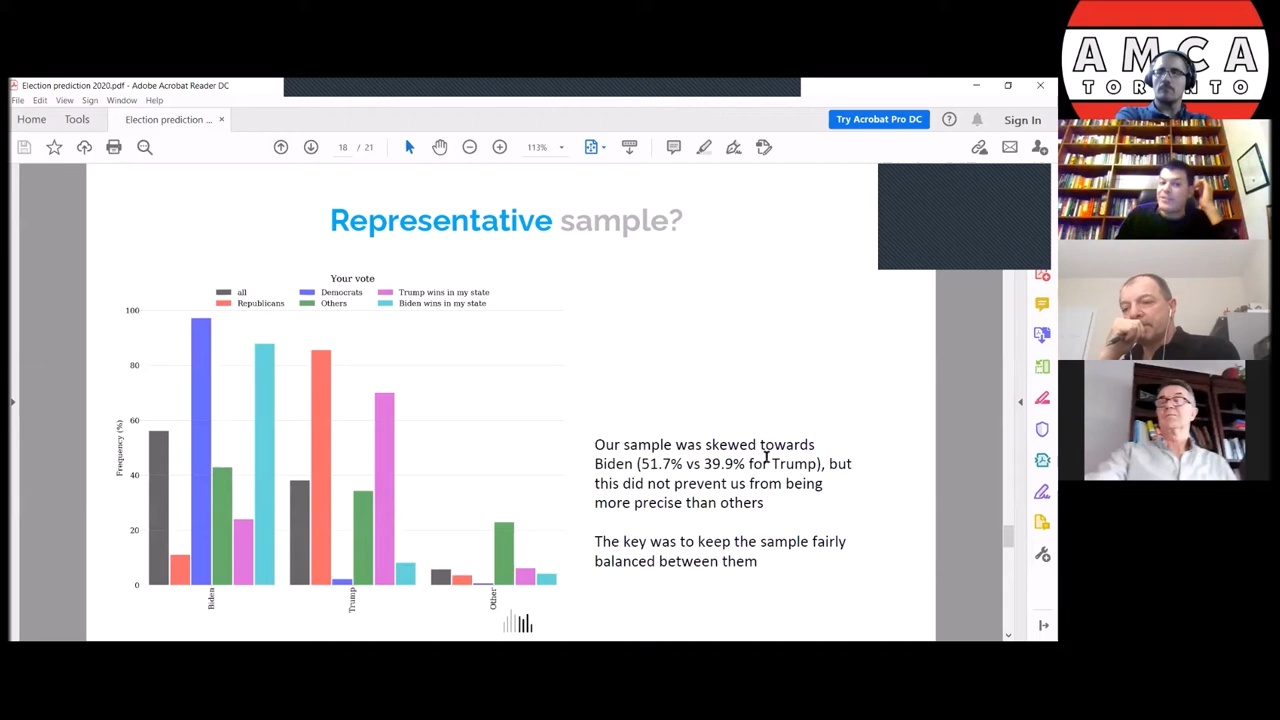 AMCA
TORONTO
Election prediction 2020.pdf - Adobe Acrobat Reader DC
File Edit View Sign Window Help
Home Tools Election prediction ... × Try Acrobat Pro DC Sign In
18 / 21 113%
Representative sample?
Your vote
all Democrats Trump wins in my state
Republicans Others Biden wins in my state
Frequency (%)
100
80
60
40
20
0
Biden
Trump
Other
Our sample was skewed towards
Biden (51.7% vs 39.9% for Trump), but
this did not prevent us from being
more precise than others
The key was to keep the sample fairly
balanced between them